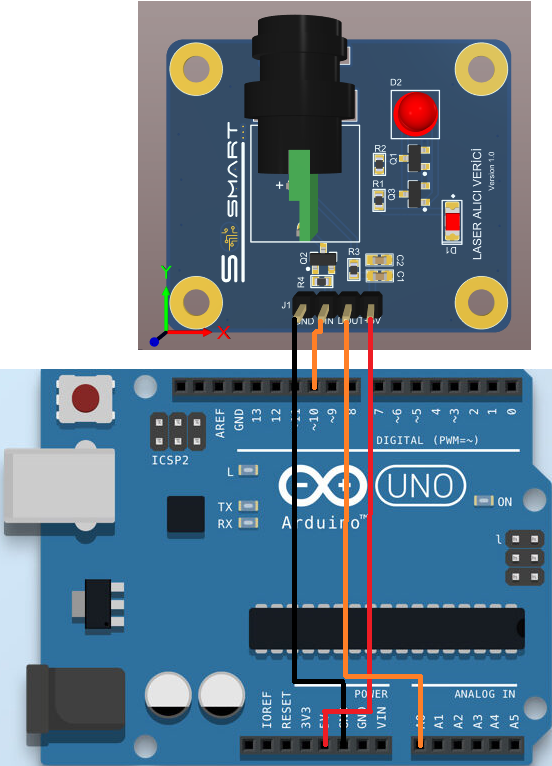 D2
R2
Q1
R1
Q3
D1
LASER ALICI VERİCİ
Version 1.0
S SMART
+
Q2
R3
C2
C1
R4
J1
GND
IN
DOUT
+5V
Y
X
AREF
GND
13
12
~11
~10
~9
8
7
~6
~5
4
~3
2
1
0
DIGITAL (PWM=~)
ICSP2
L
TX
RX
Arduino™
UNO
ON
1
POWER
ANALOG IN
IOREF
RESET
3V3
5V
GND
GND
VIN
A0
A1
A2
A3
A4
A5